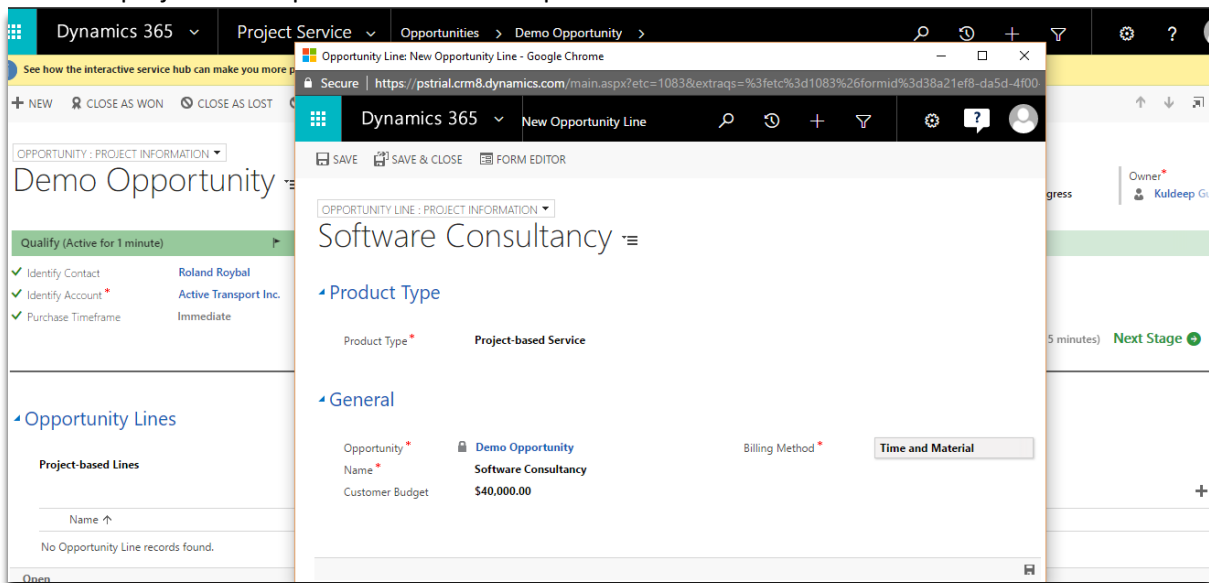 Dynamics 365 Project Service Opportunities > Demo Opportunity >
See how the interactive service hub can make you more
+ NEW CLOSE AS WON CLOSE AS LOST
OPPORTUNITY : PROJECT INFORMATION
Demo Opportunity
Owner*
gress Kuldeep
Qualify (Active for 1 minute)
Identify Contact Roland Roybal
Identify Account * Active Transport Inc.
Purchase Timeframe Immediate
5 minutes) Next Stage
Opportunity Lines
Project-based Lines
Name
No Opportunity Line records found.
Open
Opportunity Line: New Opportunity Line - Google Chrome
Secure | https://pstrial.crm8.dynamics.com/main.aspx?etc=1083&extraqs=%3fetc%3d1083%26formid%3d38a21ef8-da5d-4f00-
Dynamics 365 New Opportunity Line
SAVE SAVE & CLOSE FORM EDITOR
OPPORTUNITY LINE : PROJECT INFORMATION
Software Consultancy
Product Type
Product Type * Project-based Service
General
Opportunity * Demo Opportunity Billing Method * Time and Material
Name * Software Consultancy
Customer Budget $40,000.00